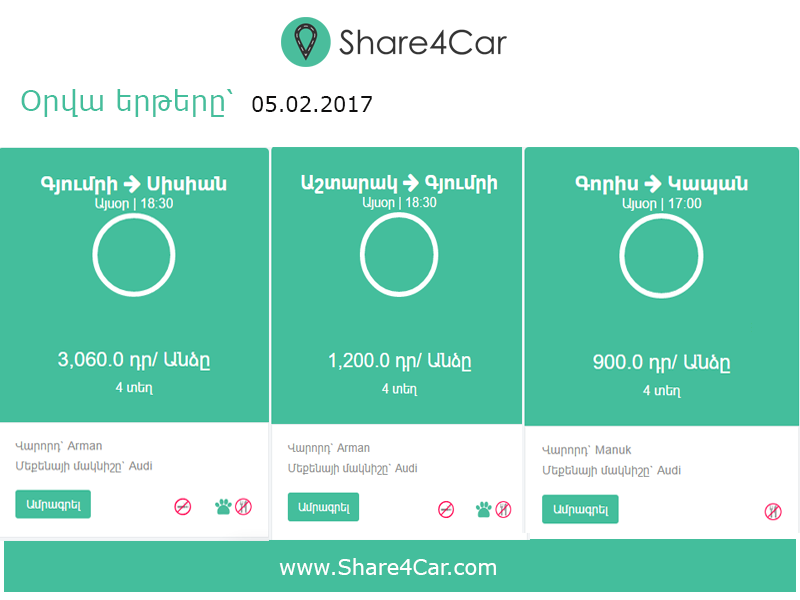 Share4Car
Օրվա երթերը՝ 05.02.2017
Գյումրի → Սիսիան
Այսօր | 18:30
3,060.0 դր/ Անձը
4 տեղ
Վարորդ՝ Arman
Մեքենայի մակնիշը՝ Audi
Ամրագրել
Աշտարակ → Գյումրի
Այսօր | 18:30
1,200.0 դր/ Անձը
4 տեղ
Վարորդ՝ Arman
Մեքենայի մակնիշը՝ Audi
Ամրագրել
Գորիս → Կապան
Այսօր | 17:00
900.0 դր/ Անձը
4 տեղ
Վարորդ՝ Manuk
Մեքենայի մակնիշը՝ Audi
Ամրագրել
www.Share4Car.com